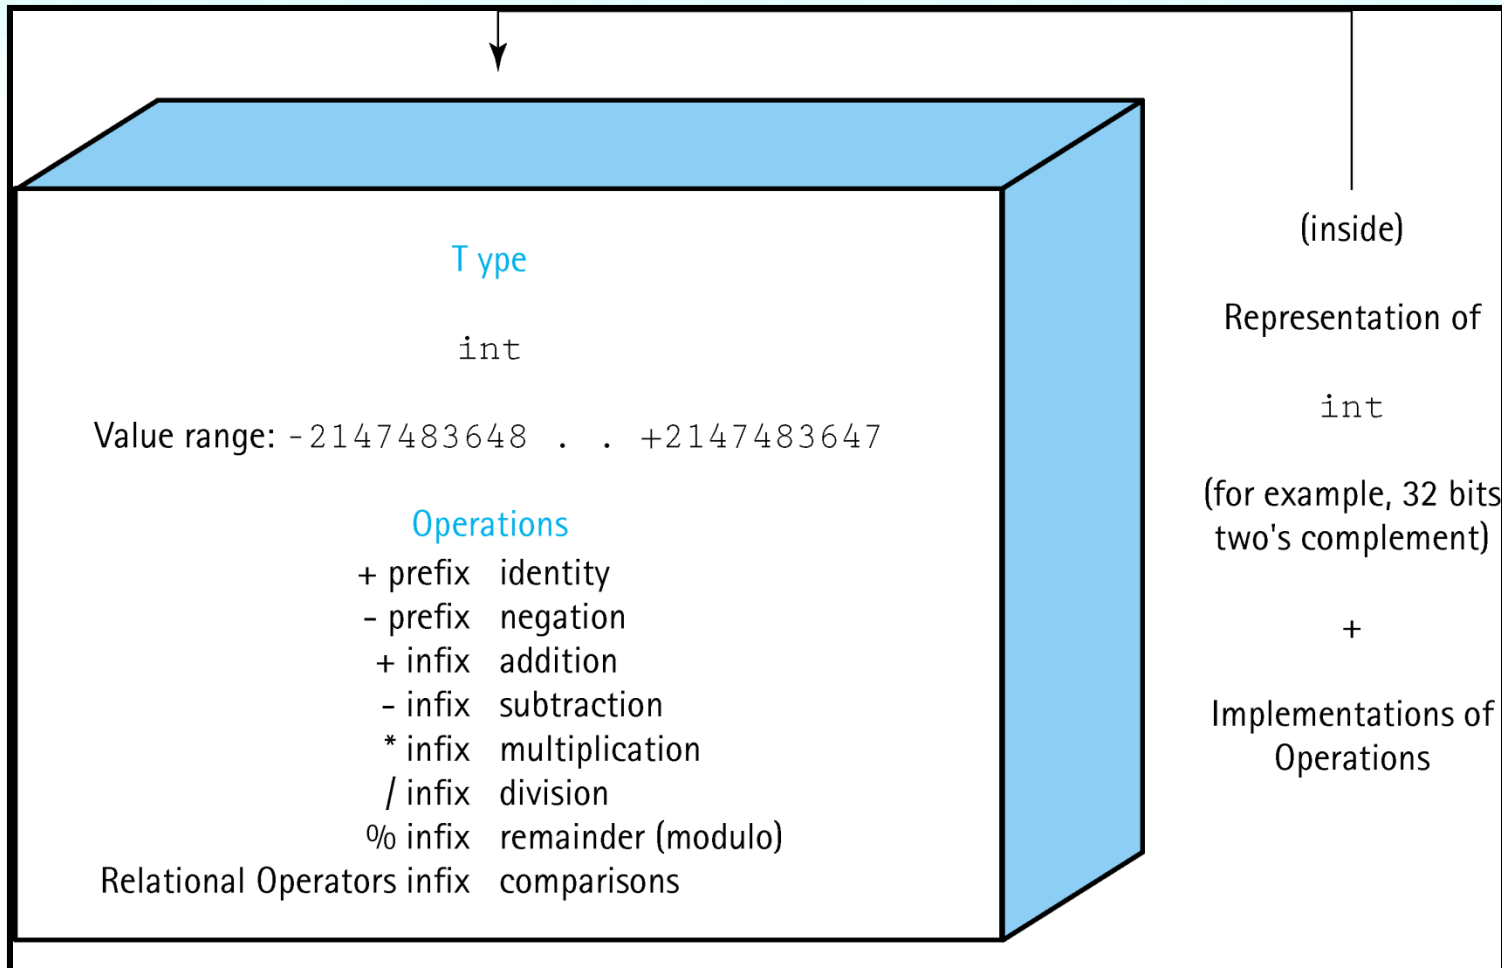 T ype
int
Value range: -2147483648 . . +2147483647
Operations
+ prefix identity
- prefix negation
+ infix addition
- infix subtraction
* infix multiplication
/ infix division
% infix remainder (modulo)
Relational Operators infix comparisons
(inside)
Representation of
int
(for example, 32 bits
two's complement)
+
Implementations of
Operations